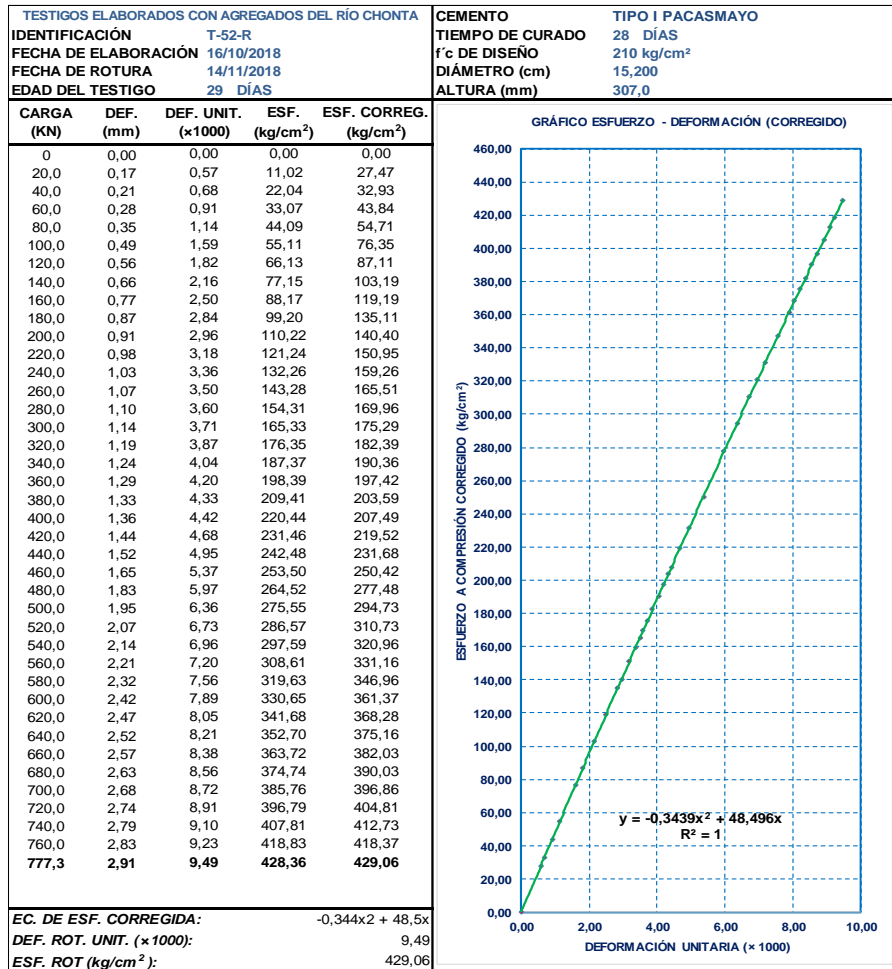 TESTIGOS ELABORADOS CON AGREGADOS DEL RÍO CHONTA
IDENTIFICACIÓN T-52-R
FECHA DE ELABORACIÓN 16/10/2018
FECHA DE ROTURA 14/11/2018
EDAD DEL TESTIGO 29 DÍAS
CEMENTO TIPO I PACASMAYO
TIEMPO DE CURADO 28 DÍAS
f´c DE DISEÑO 210 kg/cm²
DIÁMETRO (cm) 15,200
ALTURA (mm) 307,0
CARGA DEF. DEF. UNIT. ESF. ESF. CORREG.
(KN) (mm) (×1000) (kg/cm²) (kg/cm²)
0 0,00 0,00 0,00 0,00
20,0 0,17 0,57 11,02 27,47
40,0 0,21 0,68 22,04 32,93
60,0 0,28 0,91 33,07 43,84
80,0 0,35 1,14 44,09 54,71
100,0 0,49 1,59 55,11 76,35
120,0 0,56 1,82 66,13 87,11
140,0 0,66 2,16 77,15 103,19
160,0 0,77 2,50 88,17 119,19
180,0 0,87 2,84 99,20 135,11
200,0 0,91 2,96 110,22 140,40
220,0 0,98 3,18 121,24 150,95
240,0 1,03 3,36 132,26 159,26
260,0 1,07 3,50 143,28 165,51
280,0 1,10 3,60 154,31 169,96
300,0 1,14 3,71 165,33 175,29
320,0 1,19 3,87 176,35 182,39
340,0 1,24 4,04 187,37 190,36
360,0 1,29 4,20 198,39 197,42
380,0 1,33 4,33 209,41 203,59
400,0 1,36 4,42 220,44 207,49
420,0 1,44 4,68 231,46 219,52
440,0 1,52 4,95 242,48 231,68
460,0 1,65 5,37 253,50 250,42
480,0 1,83 5,97 264,52 277,48
500,0 1,95 6,36 275,55 294,73
520,0 2,07 6,73 286,57 310,73
540,0 2,14 6,96 297,59 320,96
560,0 2,21 7,20 308,61 331,16
580,0 2,32 7,56 319,63 346,96
600,0 2,42 7,89 330,65 361,37
620,0 2,47 8,05 341,68 368,28
640,0 2,52 8,21 352,70 375,16
660,0 2,57 8,38 363,72 382,03
680,0 2,63 8,56 374,74 390,03
700,0 2,68 8,72 385,76 396,86
720,0 2,74 8,91 396,79 404,81
740,0 2,79 9,10 407,81 412,73
760,0 2,83 9,23 418,83 418,37
777,3 2,91 9,49 428,36 429,06
EC. DE ESF. CORREGIDA: -0,344x2 + 48,5x
DEF. ROT. UNIT. (×1000): 9,49
ESF. ROT (kg/cm²): 429,06
GRÁFICO ESFUERZO - DEFORMACIÓN (CORREGIDO)
ESFUERZO A COMPRESIÓN CORREGIDO (kg/cm²)
460,00
440,00
420,00
400,00
380,00
360,00
340,00
320,00
300,00
280,00
260,00
240,00
220,00
200,00
180,00
160,00
140,00
120,00
100,00
80,00
60,00
40,00
20,00
0,00
y = -0,3439x² + 48,496x
R² = 1
0,00 2,00 4,00 6,00 8,00 10,00
DEFORMACIÓN UNITARIA (× 1000)